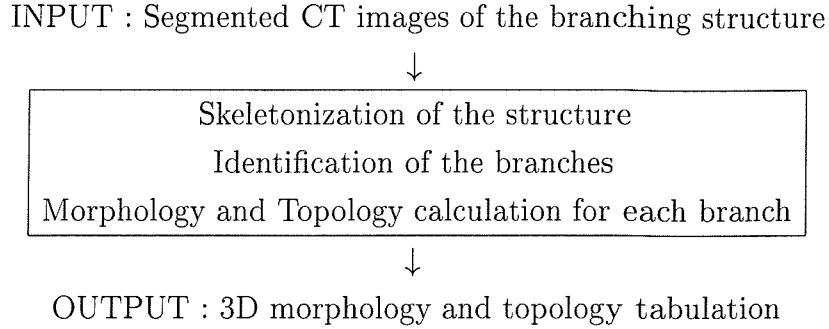 INPUT : Segmented CT images of the branching structure
↓
Skeletonization of the structure
Identification of the branches
Morphology and Topology calculation for each branch
↓
OUTPUT : 3D morphology and topology tabulation